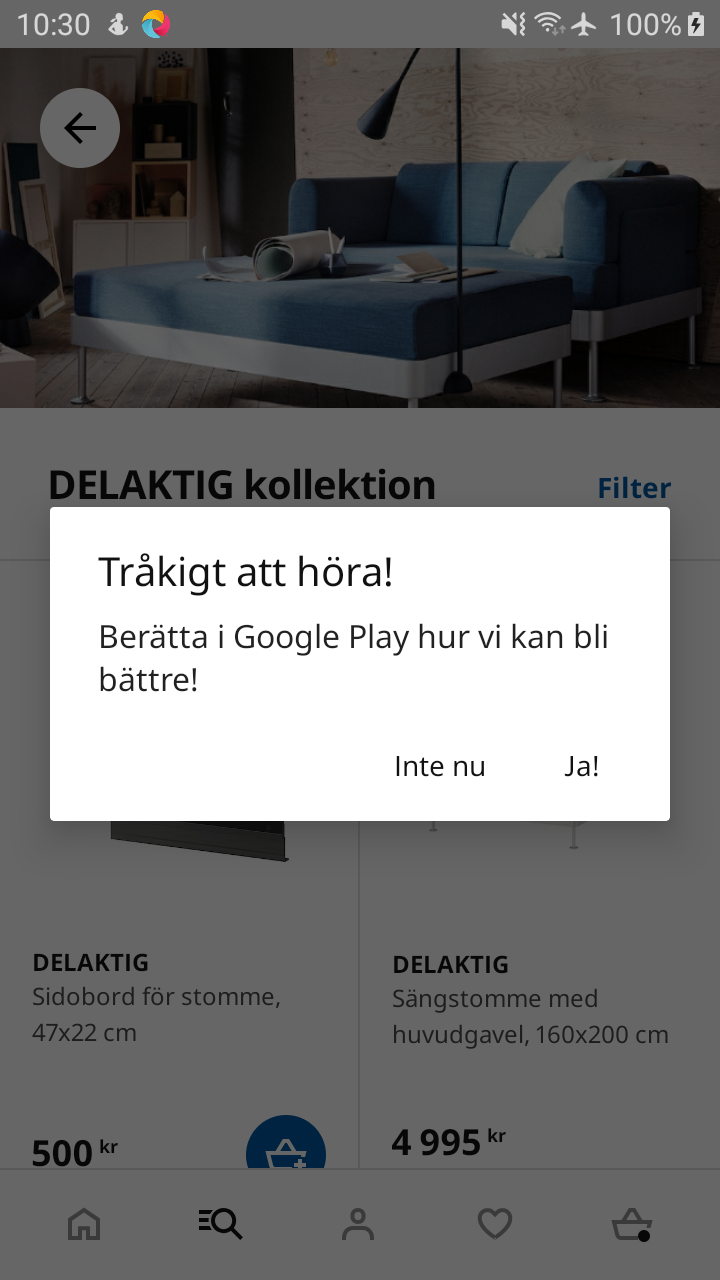 10:30
100%
DELAKTIG kollektion
Filter
Tråkigt att höra!
Berätta i Google Play hur vi kan bli
bättre!
Inte nu
Ja!
DELAKTIG
Sidobord för stomme,
47x22 cm
500 kr
DELAKTIG
Sängstomme med
huvudgavel, 160x200 cm
4 995 kr